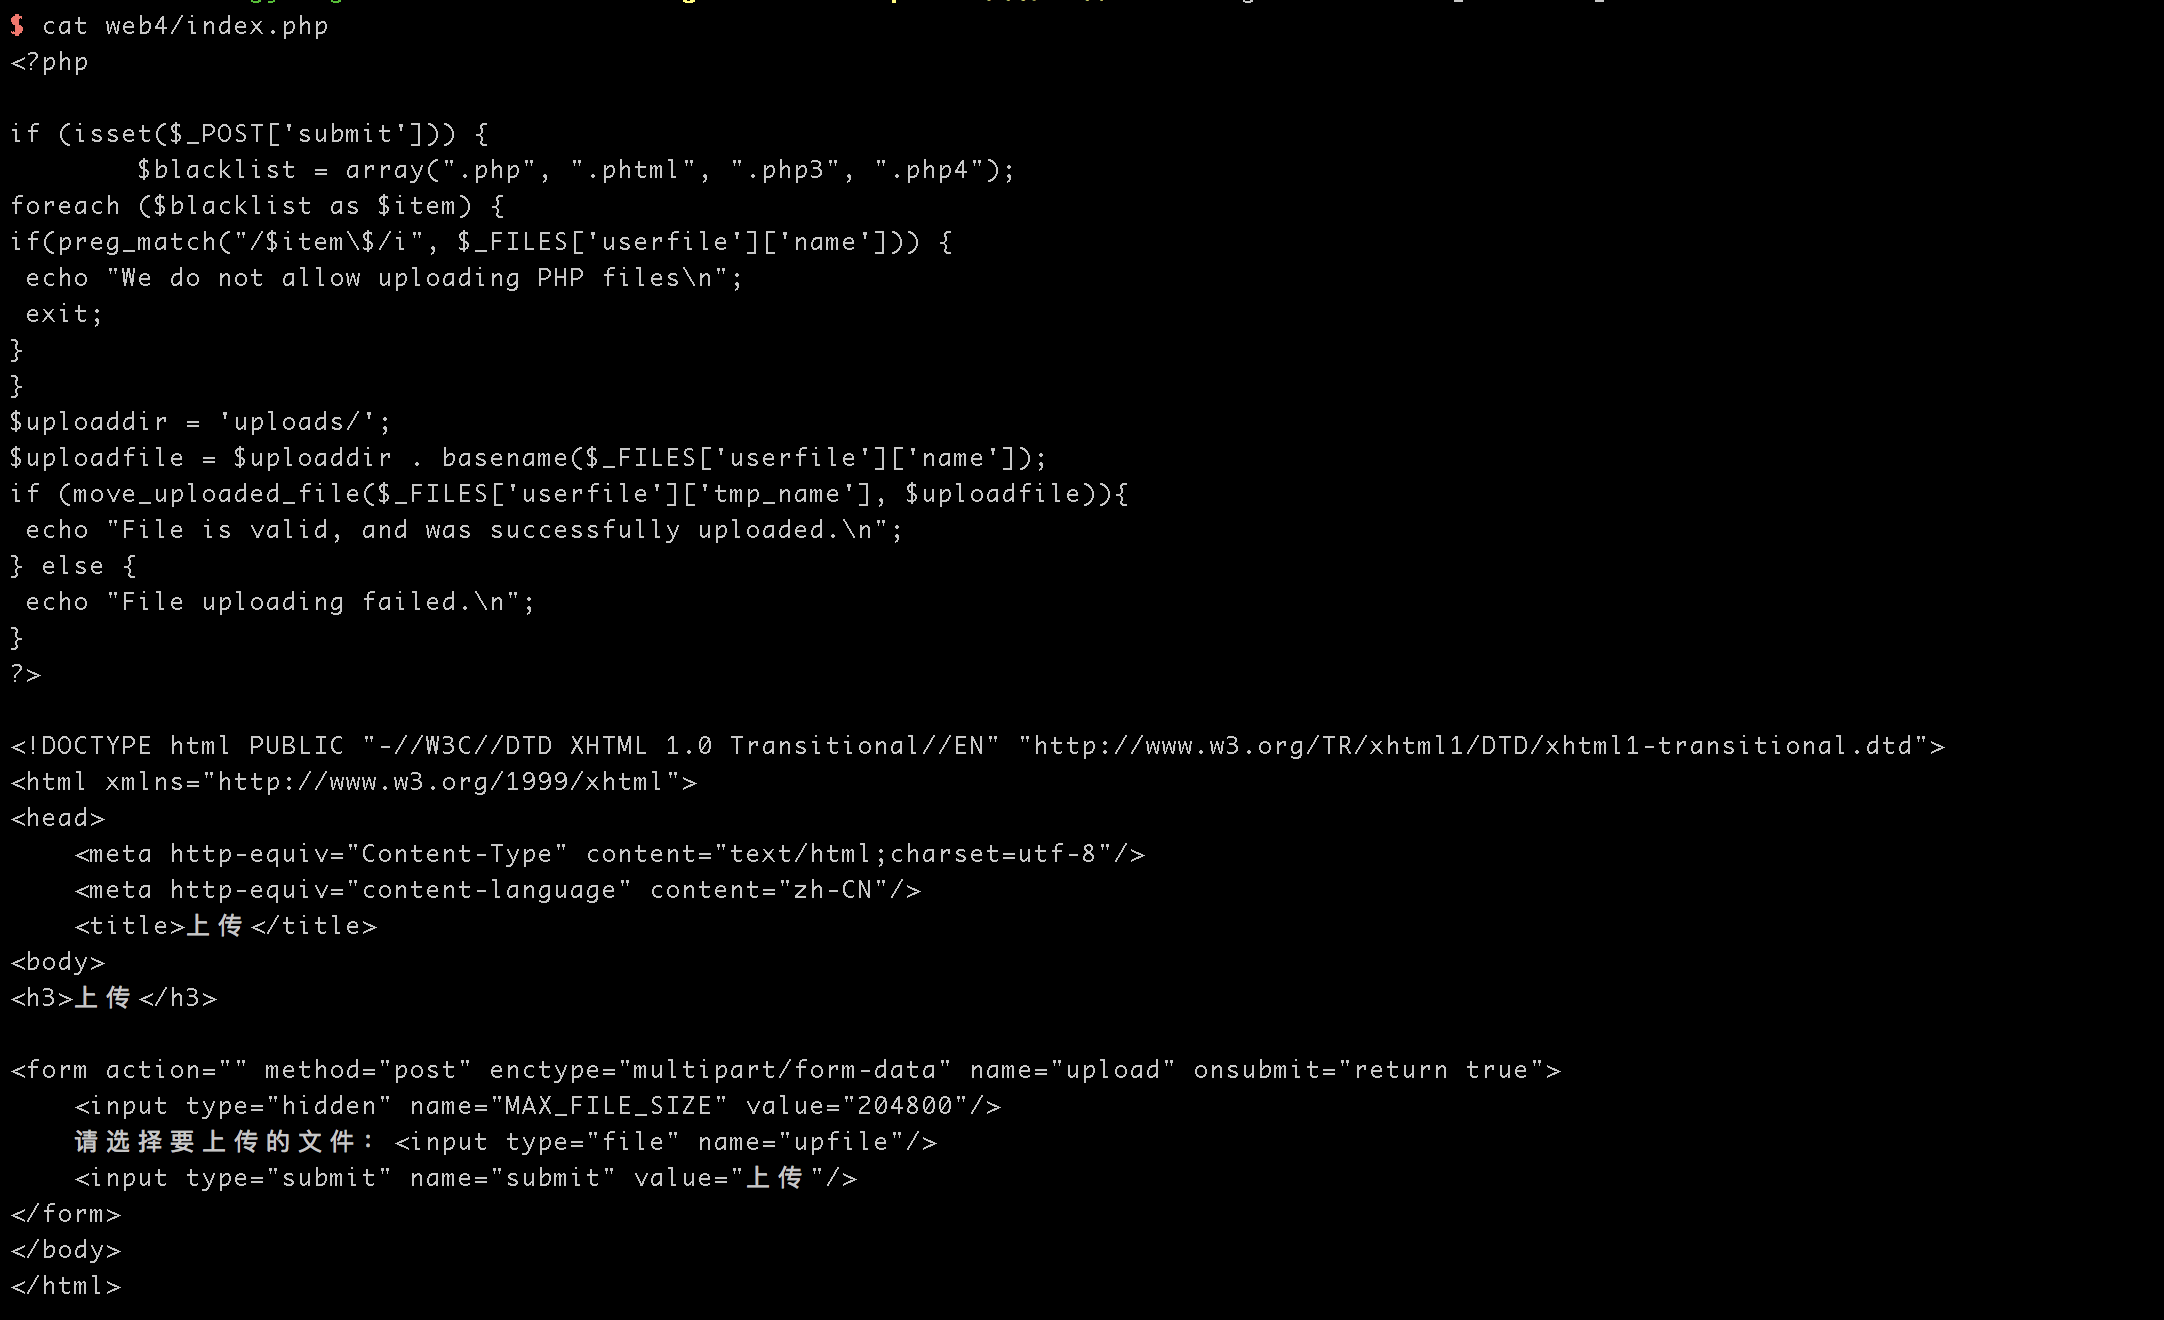 $ cat web4/index.php
<?php

if (isset($_POST['submit'])) {
        $blacklist = array(".php", ".phtml", ".php3", ".php4");
foreach ($blacklist as $item) {
if(preg_match("/$item\$/i", $_FILES['userfile']['name'])) {
 echo "We do not allow uploading PHP files\n";
 exit;
}
}
$uploaddir = 'uploads/';
$uploadfile = $uploaddir . basename($_FILES['userfile']['name']);
if (move_uploaded_file($_FILES['userfile']['tmp_name'], $uploadfile)){
 echo "File is valid, and was successfully uploaded.\n";
} else {
 echo "File uploading failed.\n";
}
?>

<!DOCTYPE html PUBLIC "-//W3C//DTD XHTML 1.0 Transitional//EN" "http://www.w3.org/TR/xhtml1/DTD/xhtml1-transitional.dtd">
<html xmlns="http://www.w3.org/1999/xhtml">
<head>
    <meta http-equiv="Content-Type" content="text/html;charset=utf-8"/>
    <meta http-equiv="content-language" content="zh-CN"/>
    <title>上传</title>
<body>
<h3>上传</h3>

<form action="" method="post" enctype="multipart/form-data" name="upload" onsubmit="return true">
    <input type="hidden" name="MAX_FILE_SIZE" value="204800"/>
    请选择要上传的文件：<input type="file" name="upfile"/>
    <input type="submit" name="submit" value="上传"/>
</form>
</body>
</html>